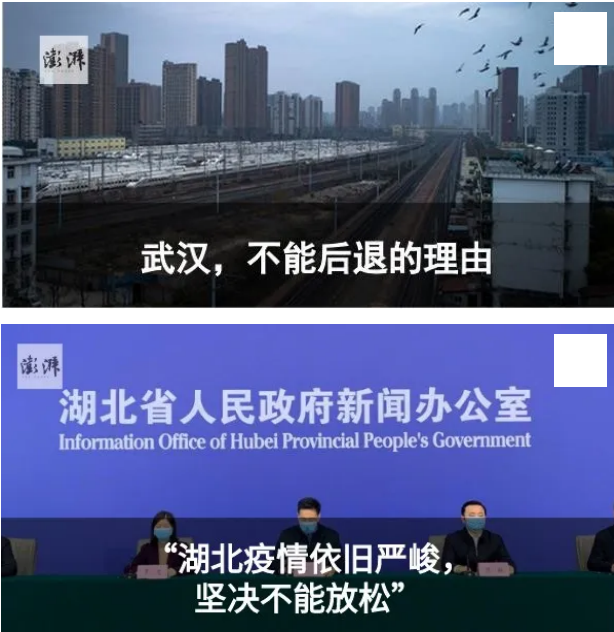 澎湃
武汉，不能后退的理由
澎湃
湖北省人民政府新闻办公室
Information Office of Hubei Provincial People's Government
“湖北疫情依旧严峻，
坚决不能放松”